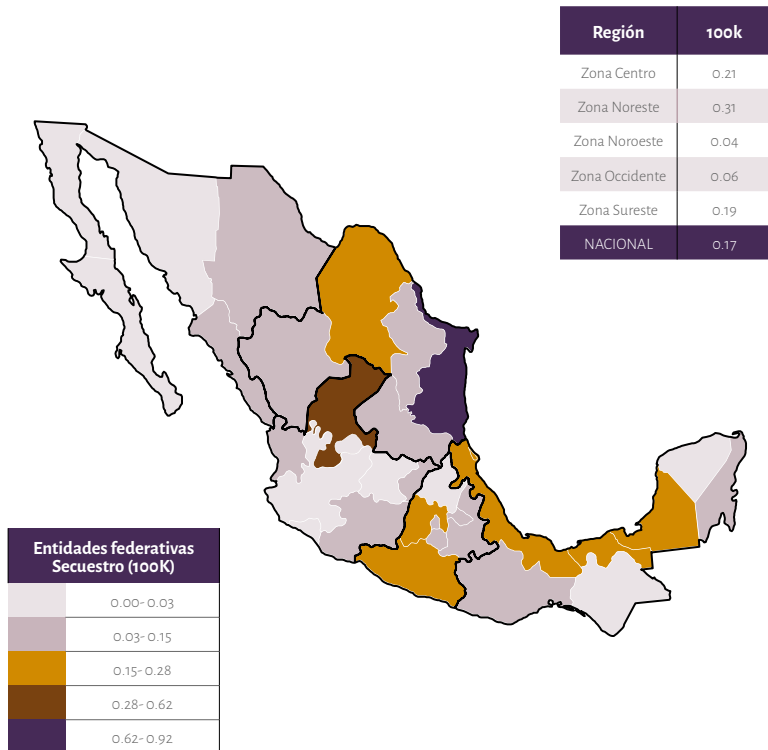 Región 100k
Zona Centro 0.21
Zona Noreste 0.31
Zona Noroeste 0.04
Zona Occidente 0.06
Zona Sureste 0.19
NACIONAL 0.17
Entidades federativas
Secuestro (100K)
0.00- 0.03
0.03- 0.15
0.15- 0.28
0.28- 0.62
0.62- 0.92